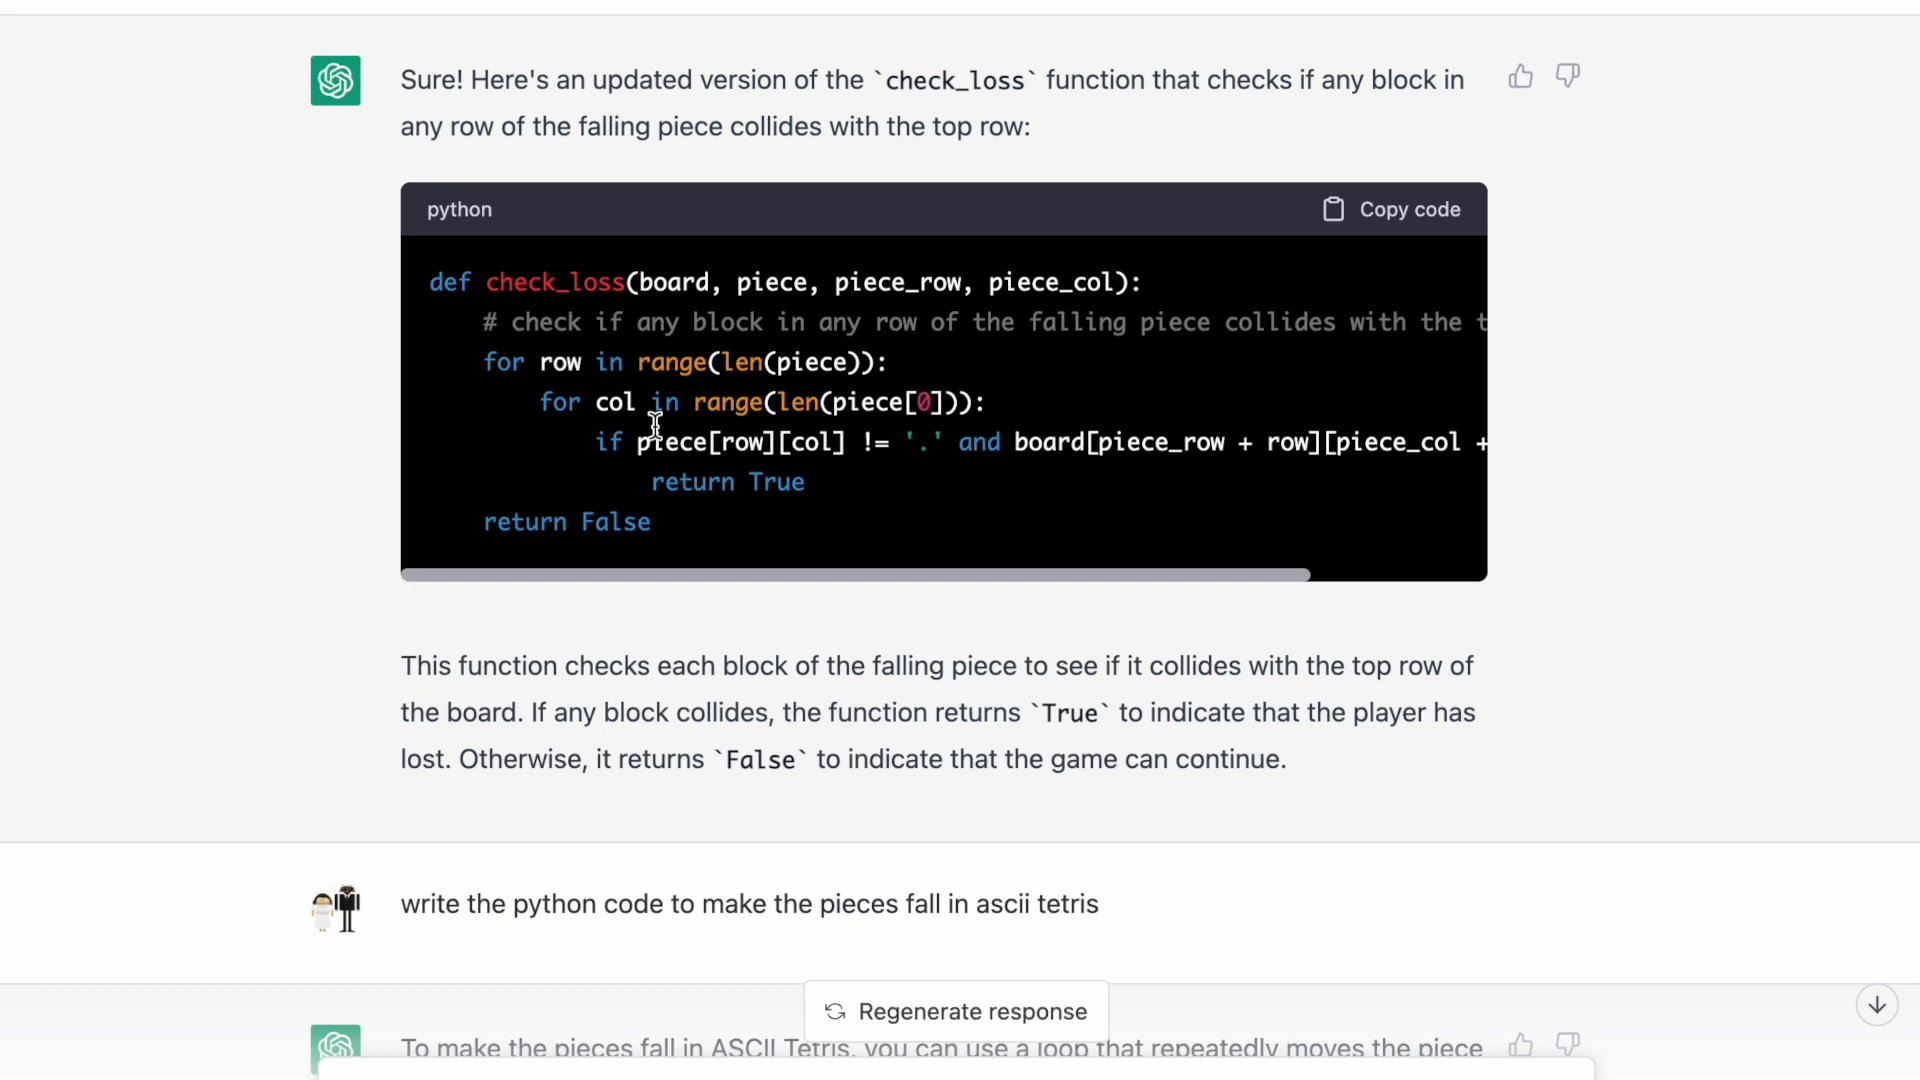 Sure! Here's an updated version of the `check_loss` function that checks if any block in
any row of the falling piece collides with the top row:
python
Copy code
def check_loss(board, piece, piece_row, piece_col):
# check if any block in any row of the falling piece collides with the t
for row in range(len(piece)):
for col in range(len(piece[0])):
if piece[row][col] != '.' and board[piece_row + row][piece_col +
return True
return False
This function checks each block of the falling piece to see if it collides with the top row of
the board. If any block collides, the function returns `True` to indicate that the player has
lost. Otherwise, it returns `False` to indicate that the game can continue.
write the python code to make the pieces fall in ascii tetris
Regenerate response
To make the pieces fall in ASCII Tetris, you can use a loop that repeatedly moves the piece